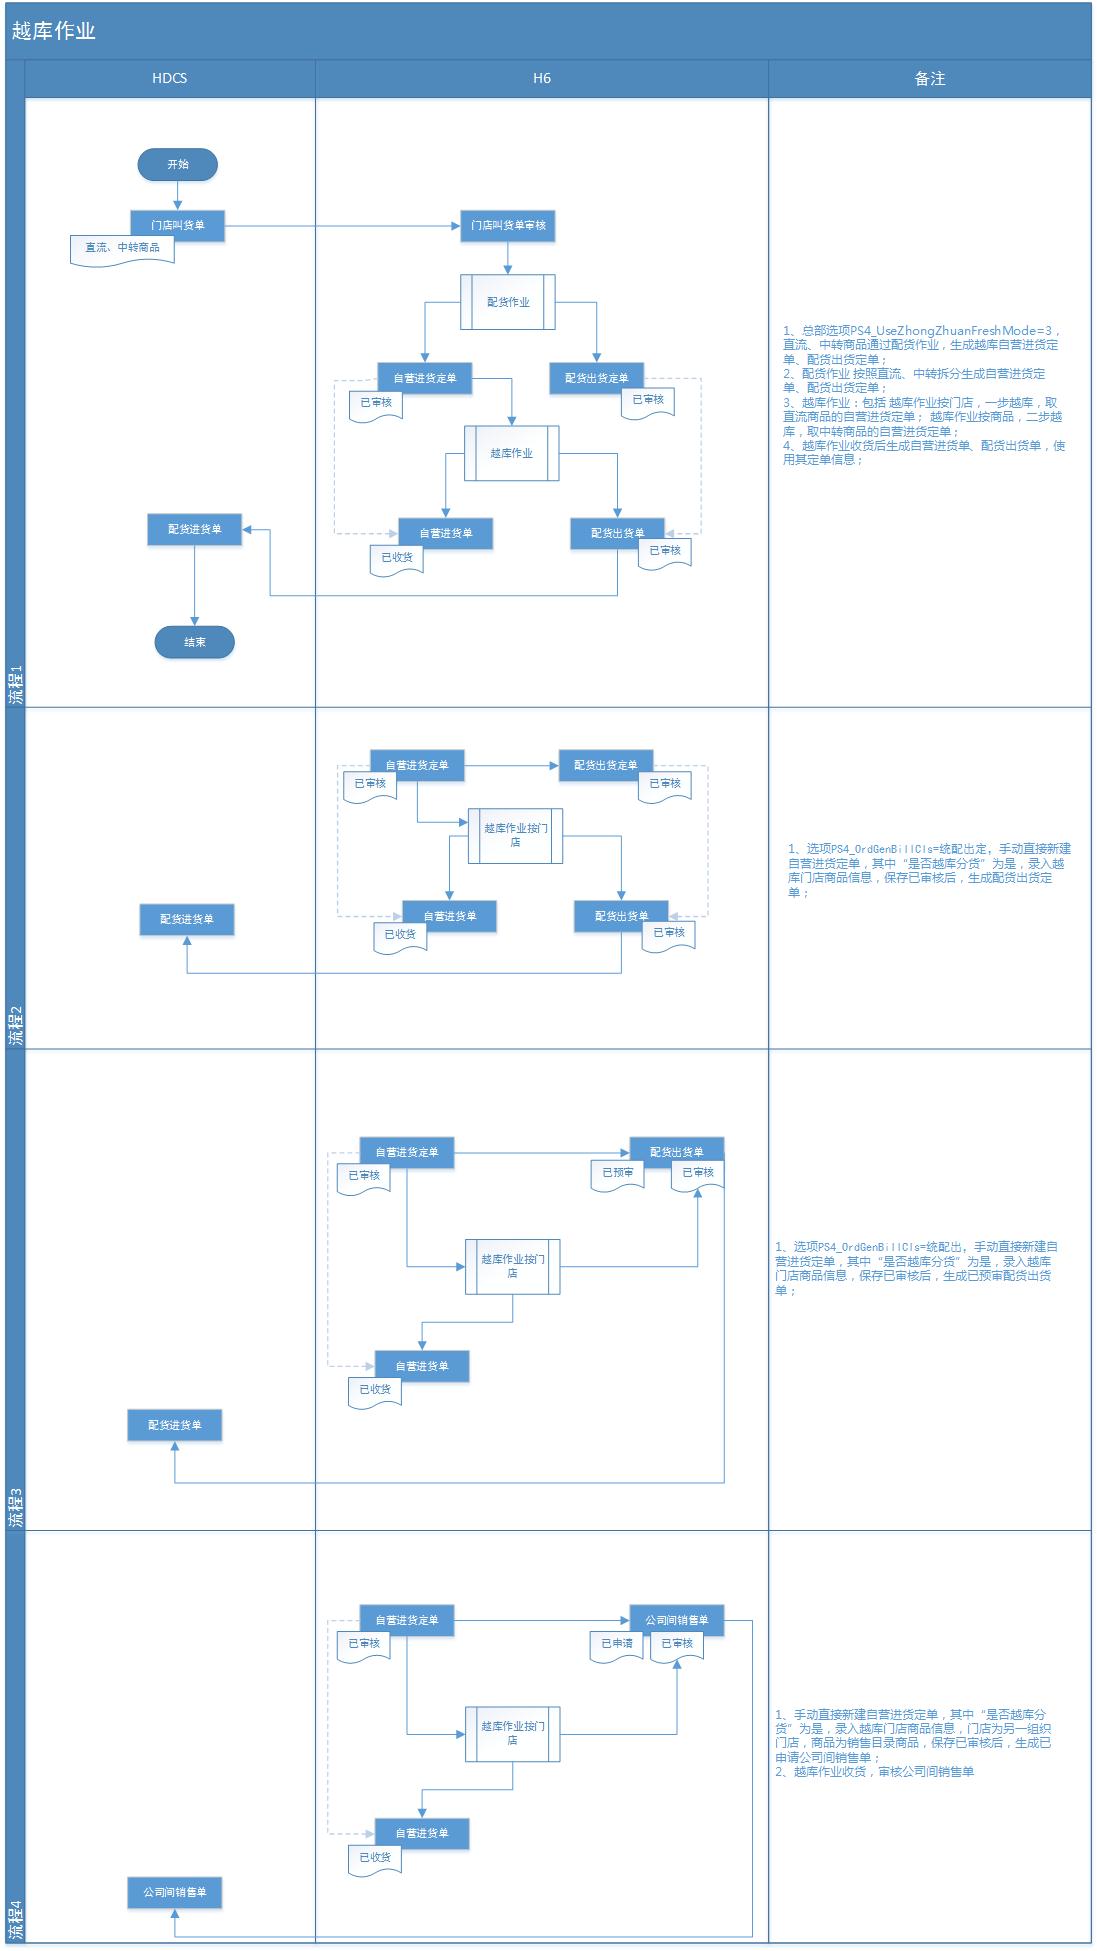 越库作业
HDCS
H6
备注
开始
门店叫货单
直流、中转商品
门店叫货单审核
配货作业
自营进货定单
已审核
配货出货定单
已审核
越库作业
自营进货单
已收货
配货出货单
已审核
配货进货单
结束
1、总部选项PS4_UseZhongZhuanFreshMode=3，
直流、中转商品通过配货作业，生成越库自营进货定
单、配货出货定单；
2、配货作业 按照直流、中转拆分生成自营进货定
单、配货出货定单；
3、越库作业：包括 越库作业按门店，一步越库，取
直流商品的自营进货定单； 越库作业按商品，二步越
库，取中转商品的自营进货定单；
4、越库作业收货后生成自营进货单、配货出货单，使
用其定单信息；
流程1
自营进货定单
已审核
配货出货定单
已审核
越库作业按门
店
自营进货单
已收货
配货出货单
已审核
配货进货单
1、选项PS4_OrdGenBillCls=统配出定，手动直接新建
自营进货定单，其中“是否越库分货”为是，录入越
库门店商品信息，保存已审核后，生成配货出货定
单；
流程2
自营进货定单
已审核
配货出货单
已预审
已审核
越库作业按门
店
自营进货单
已收货
配货进货单
1、选项PS4_OrdGenBillCls=统配出，手动直接新建自
营进货定单，其中“是否越库分货”为是，录入越库
门店商品信息，保存已审核后，生成已预审配货出货
单；
流程3
自营进货定单
已审核
公司间销售单
已申请
已审核
越库作业按门
店
自营进货单
已收货
公司间销售单
1、手动直接新建自营进货定单，其中“是否越库分
货”为是，录入越库门店商品信息，门店为另一组织
门店，商品为销售目录商品，保存已审核后，生成已
申请公司间销售单；
2、越库作业收货，审核公司间销售单
流程4